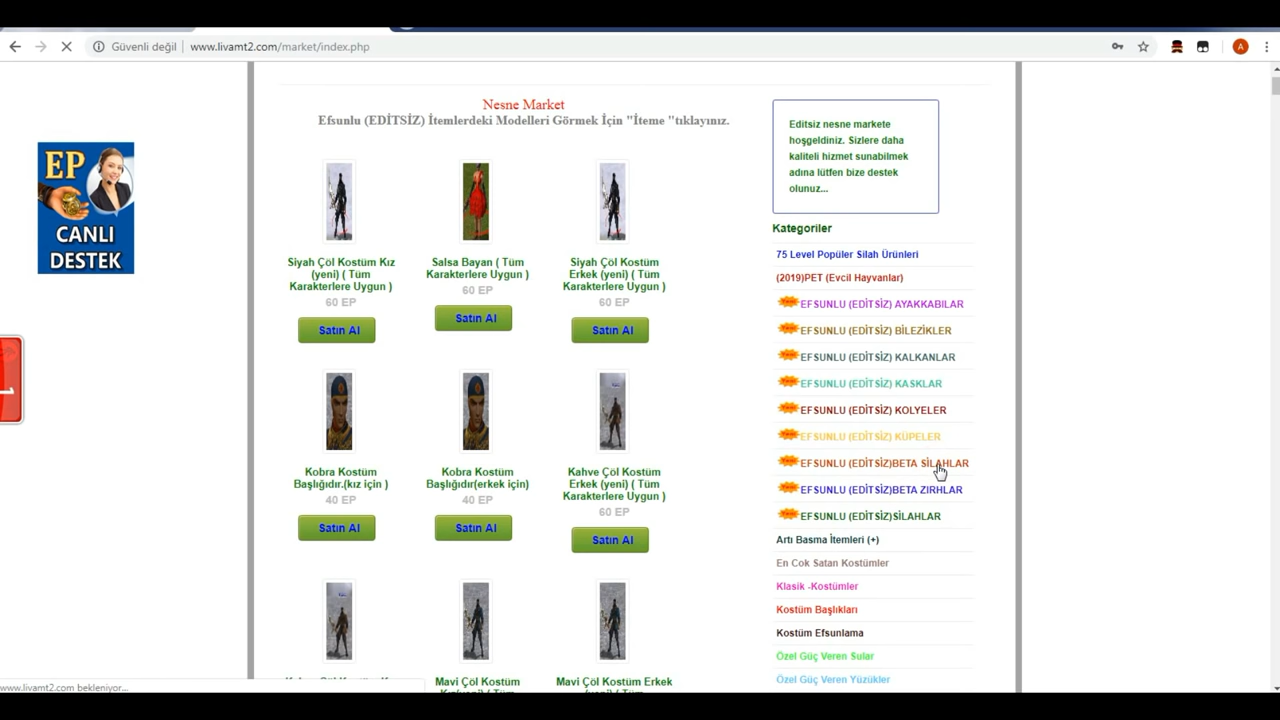 Güvenli değil
www.livamt2.com/market/index.php
A
Nesne Market
Efsunlu (EDİTSİZ) İtemlerdeki Modelleri Görmek İçin "İteme "tıklayınız.
EP
CANLI
DESTEK
1
Siyah Çöl Kostüm Kız
(yeni) ( Tüm
Karakterlere Uygun )
60 EP
Satın Al
Salsa Bayan ( Tüm
Karakterlere Uygun )
60 EP
Satın Al
Siyah Çöl Kostüm
Erkek (yeni) ( Tüm
Karakterlere Uygun )
60 EP
Satın Al
Kobra Kostüm
Başlığıdır.(kız için )
40 EP
Satın Al
Kobra Kostüm
Başlığıdır(erkek için)
40 EP
Satın Al
Kahve Çöl Kostüm
Erkek (yeni) ( Tüm
Karakterlere Uygun )
60 EP
Satın Al
Mavi Çöl Kostüm
Mavi Çöl Kostüm Erkek
(yeni) ( Tüm
Editsiz nesne markete
hoşgeldiniz. Sizlere daha
kaliteli hizmet sunabilmek
adına lütfen bize destek
olunuz...
Kategoriler
75 Level Popüler Silah Ürünleri
(2019)PET (Evcil Hayvanlar)
EFSUNLU (EDİTSİZ) AYAKKABILAR
EFSUNLU (EDİTSİZ) BİLEZİKLER
EFSUNLU (EDİTSİZ) KALKANLAR
EFSUNLU (EDİTSİZ) KASKLAR
EFSUNLU (EDİTSİZ) KOLYELER
EFSUNLU (EDİTSİZ) KÜPELER
EFSUNLU (EDİTSİZ)BETA SİLAHLAR
EFSUNLU (EDİTSİZ)BETA ZIRHLAR
EFSUNLU (EDİTSİZ)SİLAHLAR
Artı Basma İtemleri (+)
En Cok Satan Kostümler
Klasik -Kostümler
Kostüm Başlıkları
Kostüm Efsunlama
Özel Güç Veren Sular
Özel Güç Veren Yüzükler
www.livamt2.com bekleniyor...